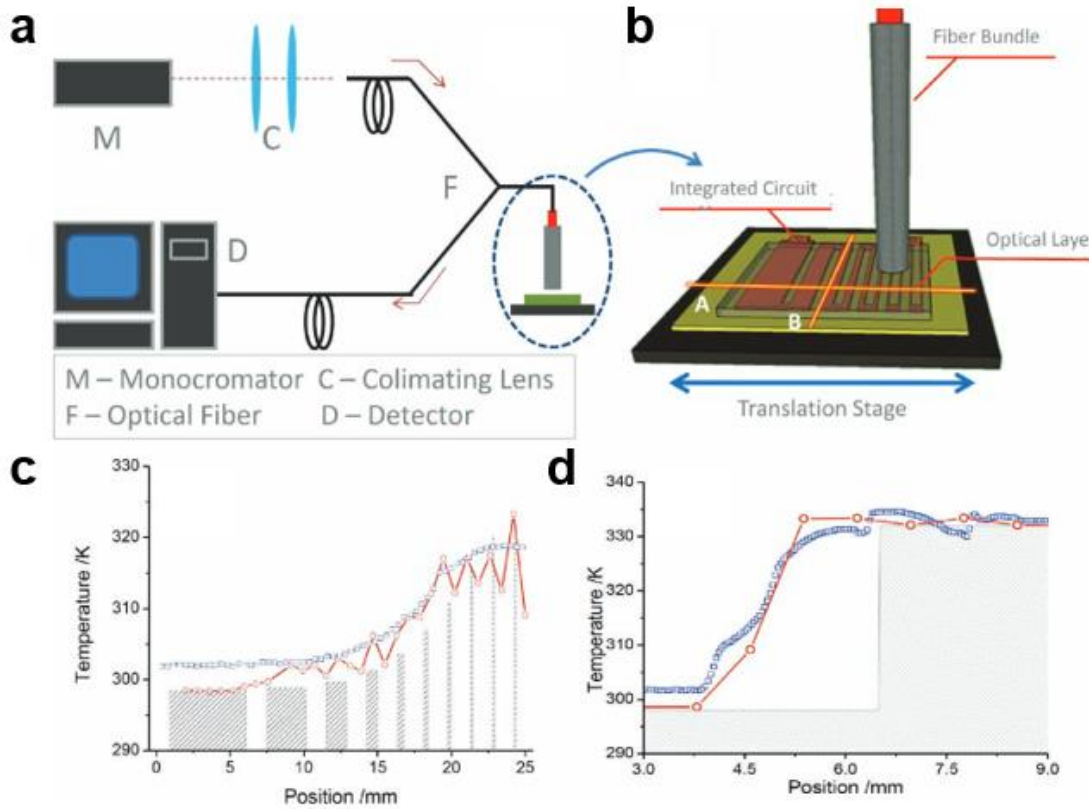 a
M
C
F
D
M – Monocromator C – Colimating Lens
F – Optical Fiber D – Detector
b
Fiber Bundle
Integrated Circuit
Optical Laye
A
B
Translation Stage
c
330
320
310
300
290
Temperature /K
0 5 10 15 20 25
Position /mm
d
340
330
320
310
300
290
Temperature /K
3.0 4.5 6.0 7.5 9.0
Position /mm